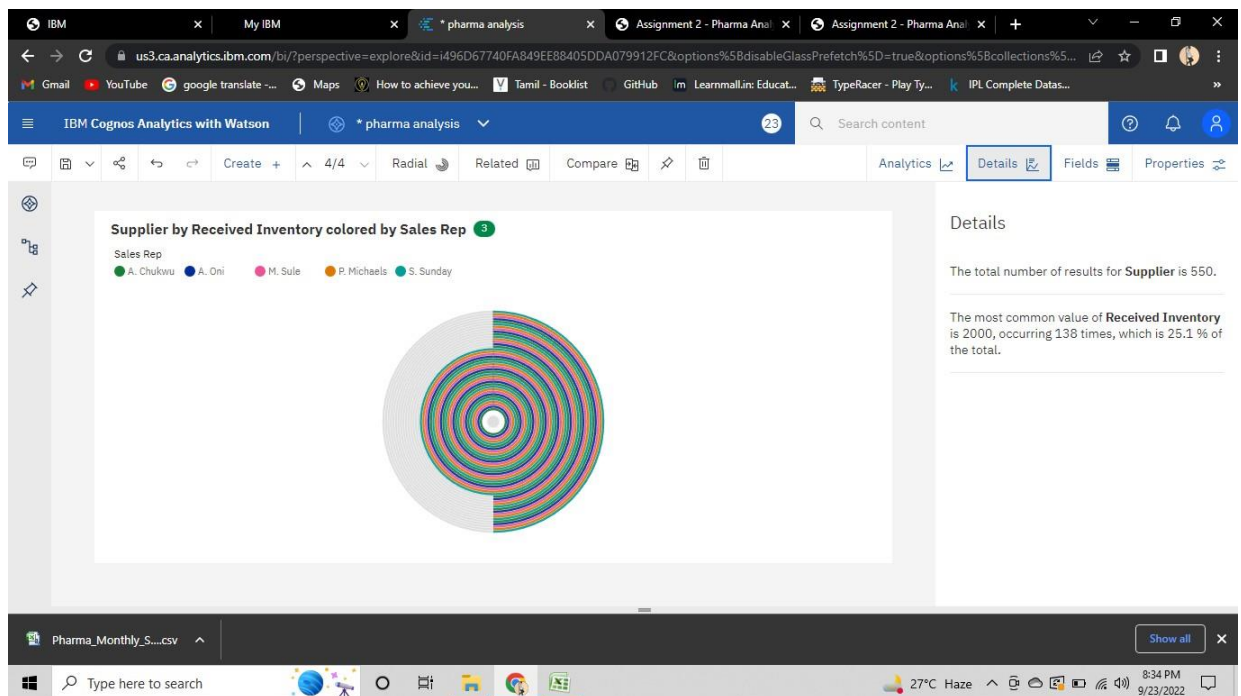 IBM
My IBM
* pharma analysis
Assignment 2 - Pharma Anal
Assignment 2 - Pharma Anal
us3.ca.analytics.ibm.com/bi/?perspective=explore&id=i496D67740FA849EE88405DDA079912FC&options%5BdisableGlassPrefetch%5D=true&options%5Bcollections%5...
Gmail YouTube google translate -... Maps How to achieve you... Tamil - Booklist GitHub Learnmall.in: Educat... TypeRacer - Play Ty... IPL Complete Datas... »
IBM Cognos Analytics with Watson * pharma analysis 23 Search content
Create + 4/4 Radial Related Compare Analytics Details Fields Properties
Supplier by Received Inventory colored by Sales Rep 3
Sales Rep
A. Chukwu A. Oni M. Sule P. Michaels S. Sunday
Details
The total number of results for Supplier is 550.
The most common value of Received Inventory
is 2000, occurring 138 times, which is 25.1 % of
the total.
Pharma_Monthly_S....csv Show all
Type here to search 27°C Haze 8:34 PM
9/23/2022